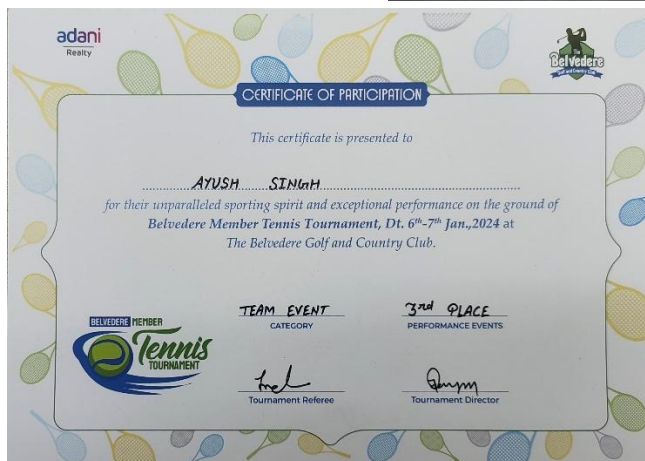 adani
Realty
Belvedere
Golf and Country Club
CERTIFICATE OF PARTICIPATION
This certificate is presented to
AYUSH SINGH
for their unparalleled sporting spirit and exceptional performance on the ground of
Belvedere Member Tennis Tournament, Dt. 6th-7th Jan.,2024 at
The Belvedere Golf and Country Club.
TEAM EVENT
CATEGORY
3rd PLACE
PERFORMANCE EVENTS
BELVEDERE MEMBER
Tennis
TOURNAMENT
Tournament Referee
Tournament Director